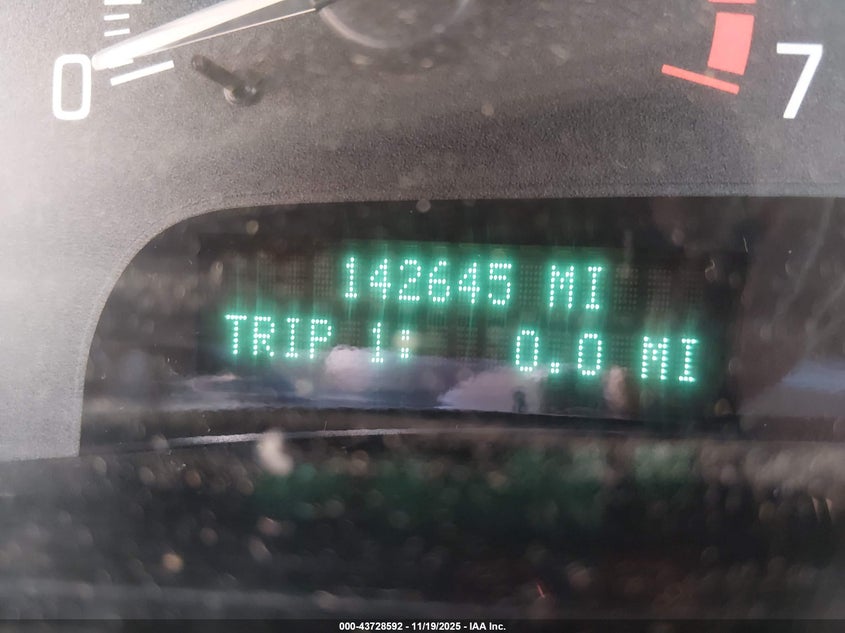 0 7
142645 MI
TRIP 1: 0.0 MI
000-43728592 - 11/19/2025 - IAA Inc.